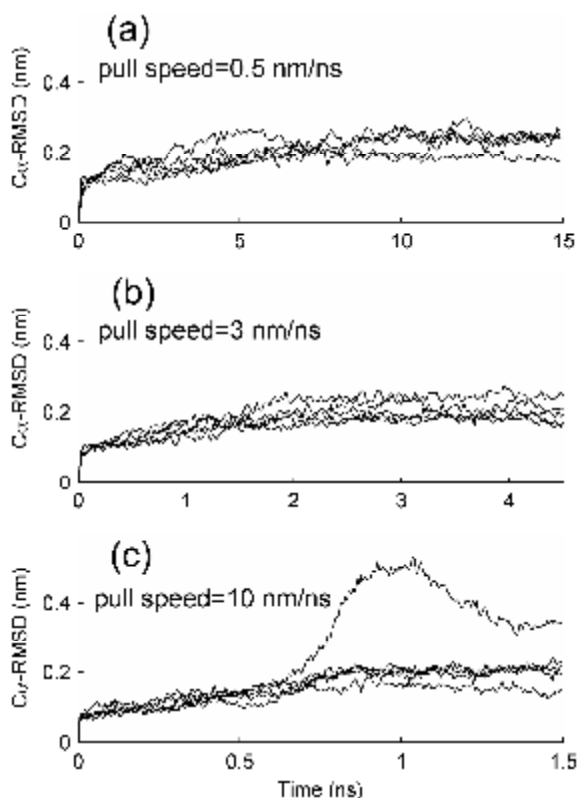 (a)
pull speed=0.5 nm/ns
Cα-RMSD (nm)
0.4
0.2
0
0 5 10 15
(b)
pull speed=3 nm/ns
Cα-RMSD (nm)
0.4
0.2
0
0 1 2 3 4
(c)
pull speed=10 nm/ns
Cα-RMSD (nm)
0.4
0.2
0
0 0.5 1 1.5
Time (ns)